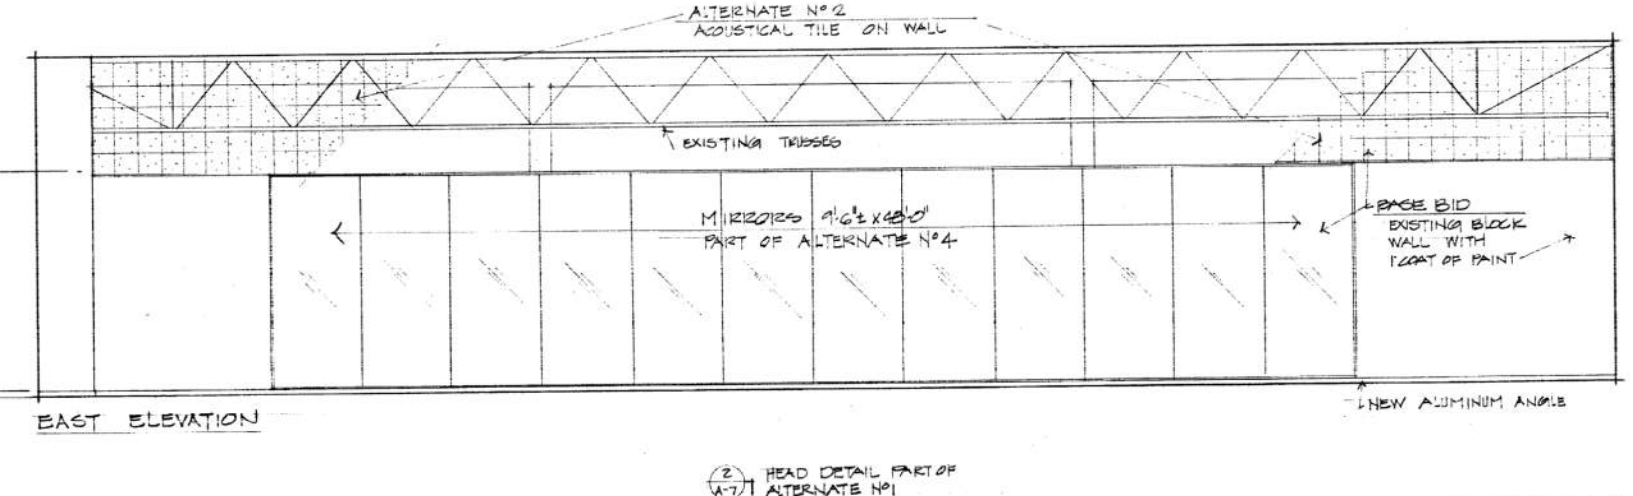 ALTERNATE Nº 2
ACOUSTICAL TILE ON WALL
EXISTING TRUSSES
MIRRORS 9'-6"± X 48'-0"
PART OF ALTERNATE Nº4
BASE BID
EXISTING BLOCK
WALL WITH
1 COAT OF PAINT
NEW ALUMINUM ANGLE
EAST ELEVATION
2
A-7
HEAD DETAIL PART OF
ALTERNATE Nº1